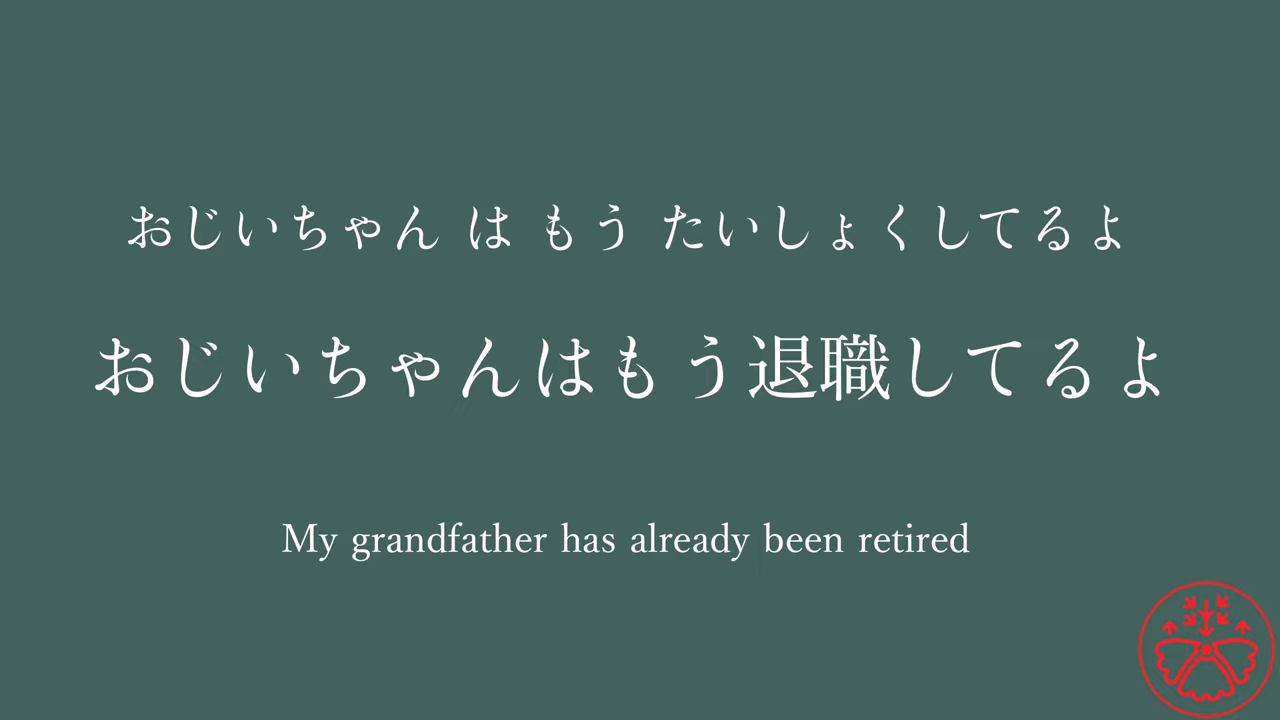 おじいちゃん は もう たいしょくしてるよ
おじいちゃんはもう退職してるよ
My grandfather has already been retired